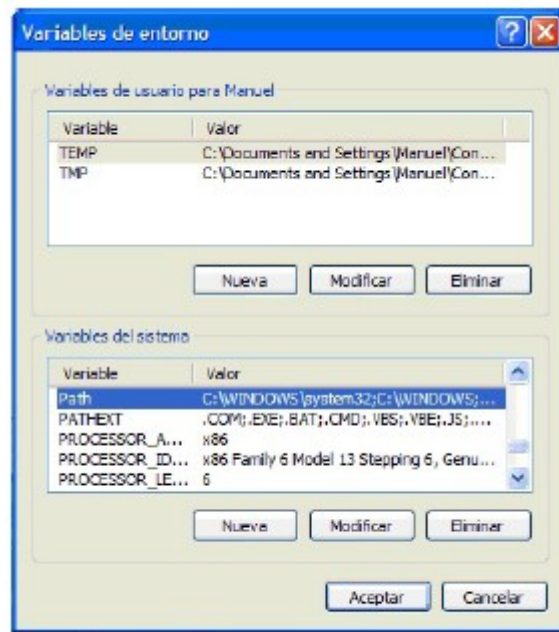 Variables de entorno
Variables de usuario para Manuel
Variable Valor
TEMP C:\Documents and Settings\Manuel\Con...
TMP C:\Documents and Settings\Manuel\Con...
Nueva Modificar Eliminar
Variables del sistema
Variable Valor
Path C:\WINDOWS\system32;C:\WINDOWS;...
PATHEXT .COM;.EXE;.BAT;.CMD;.VBS;.VBE;.JS;....
PROCESSOR_A... x86
PROCESSOR_ID... x86 Family 6 Model 13 Stepping 6, Genu...
PROCESSOR_LE... 6
Nueva Modificar Eliminar
Aceptar Cancelar